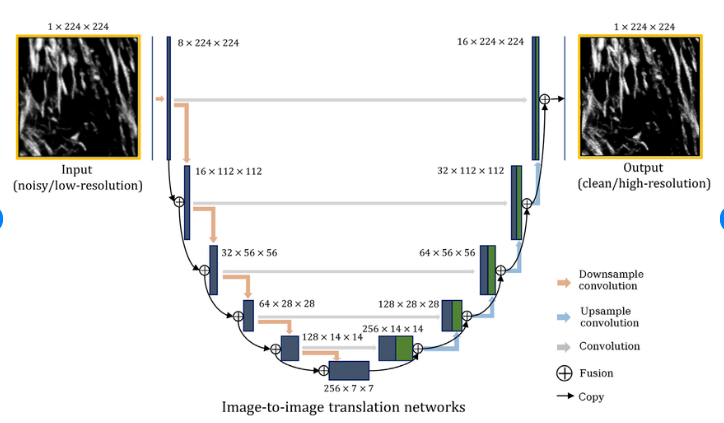 1 × 224 × 224
1 × 224 × 224
8 × 224 × 224
16 × 224 × 224
Input
(noisy/low-resolution)
Output
(clean/high-resolution)
16 × 112 × 112
32 × 112 × 112
32 × 56 × 56
64 × 56 × 56
64 × 28 × 28
128 × 28 × 28
128 × 14 × 14
256 × 14 × 14
256 × 7 × 7
Downsample
convolution
Upsample
convolution
Convolution
Fusion
Copy
Image-to-image translation networks